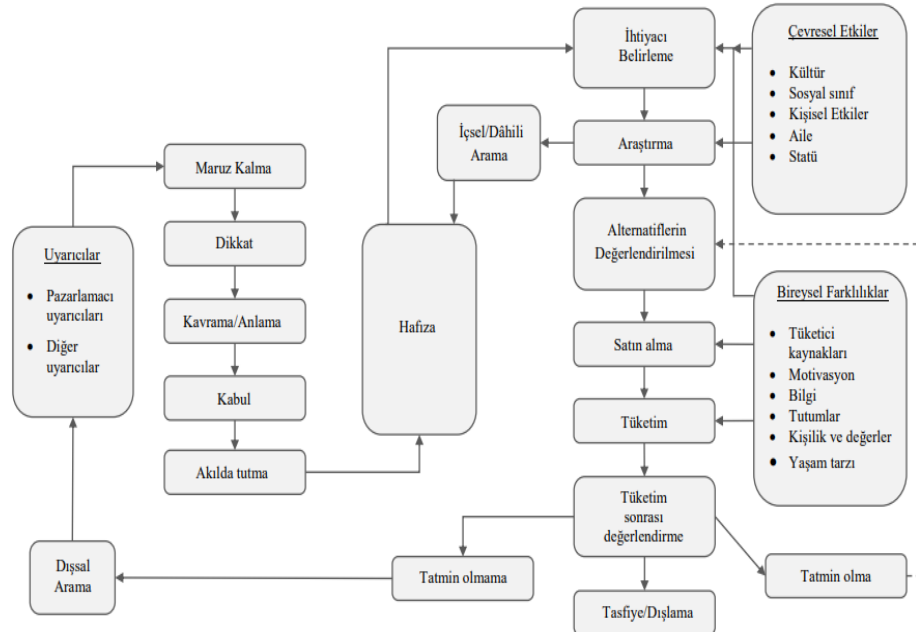 İhtiyacı
Belirleme
Çevresel Etkiler
• Kültür
• Sosyal sınıf
• Kişisel Etkiler
• Aile
• Statü
İçsel/Dâhili
Arama
Araştırma
Maruz Kalma
Dikkat
Kavrama/Anlama
Kabul
Akılda tutma
Uyarıcılar
• Pazarlamacı
uyarıcıları
• Diğer
uyarıcılar
Hafıza
Alternatiflerin
Değerlendirilmesi
Satın alma
Tüketim
Bireysel Farklılıklar
• Tüketici
kaynakları
• Motivasyon
• Bilgi
• Tutumlar
• Kişilik ve değerler
• Yaşam tarzı
Tüketim
sonrası
değerlendirme
Dışsal
Arama
Tatmin olmama
Tatmin olma
Tasfiye/Dışlama